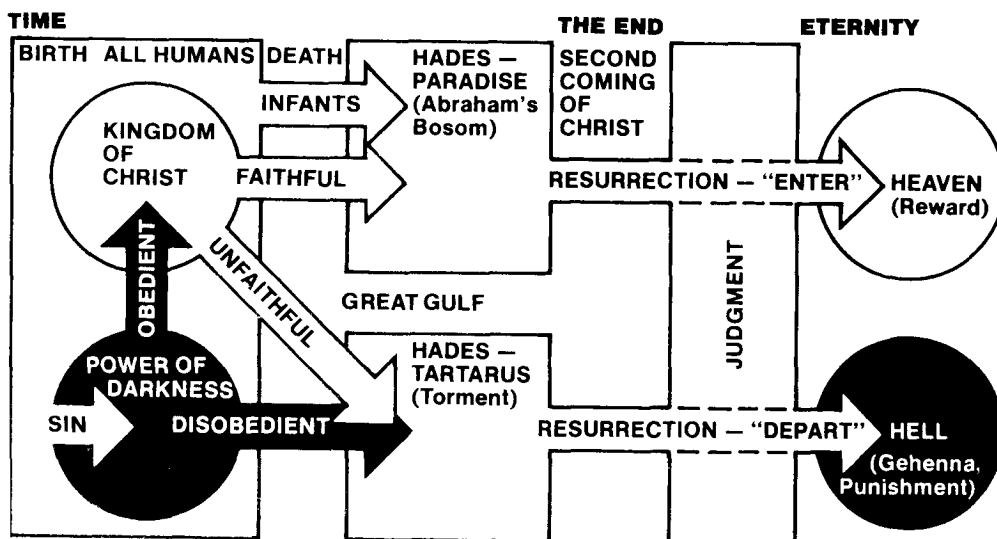 TIME
THE END
ETERNITY
BIRTH ALL HUMANS
DEATH
HADES —
PARADISE
(Abraham's
Bosom)
SECOND
COMING
OF
CHRIST
INFANTS
KINGDOM
OF
CHRIST
FAITHFUL
RESURRECTION — "ENTER"
HEAVEN
(Reward)
OBEDIENT
UNFAITHFUL
GREAT GULF
JUDGMENT
POWER OF
DARKNESS
HADES —
TARTARUS
(Torment)
SIN
DISOBEDIENT
RESURRECTION — "DEPART"
HELL
(Gehenna,
Punishment)